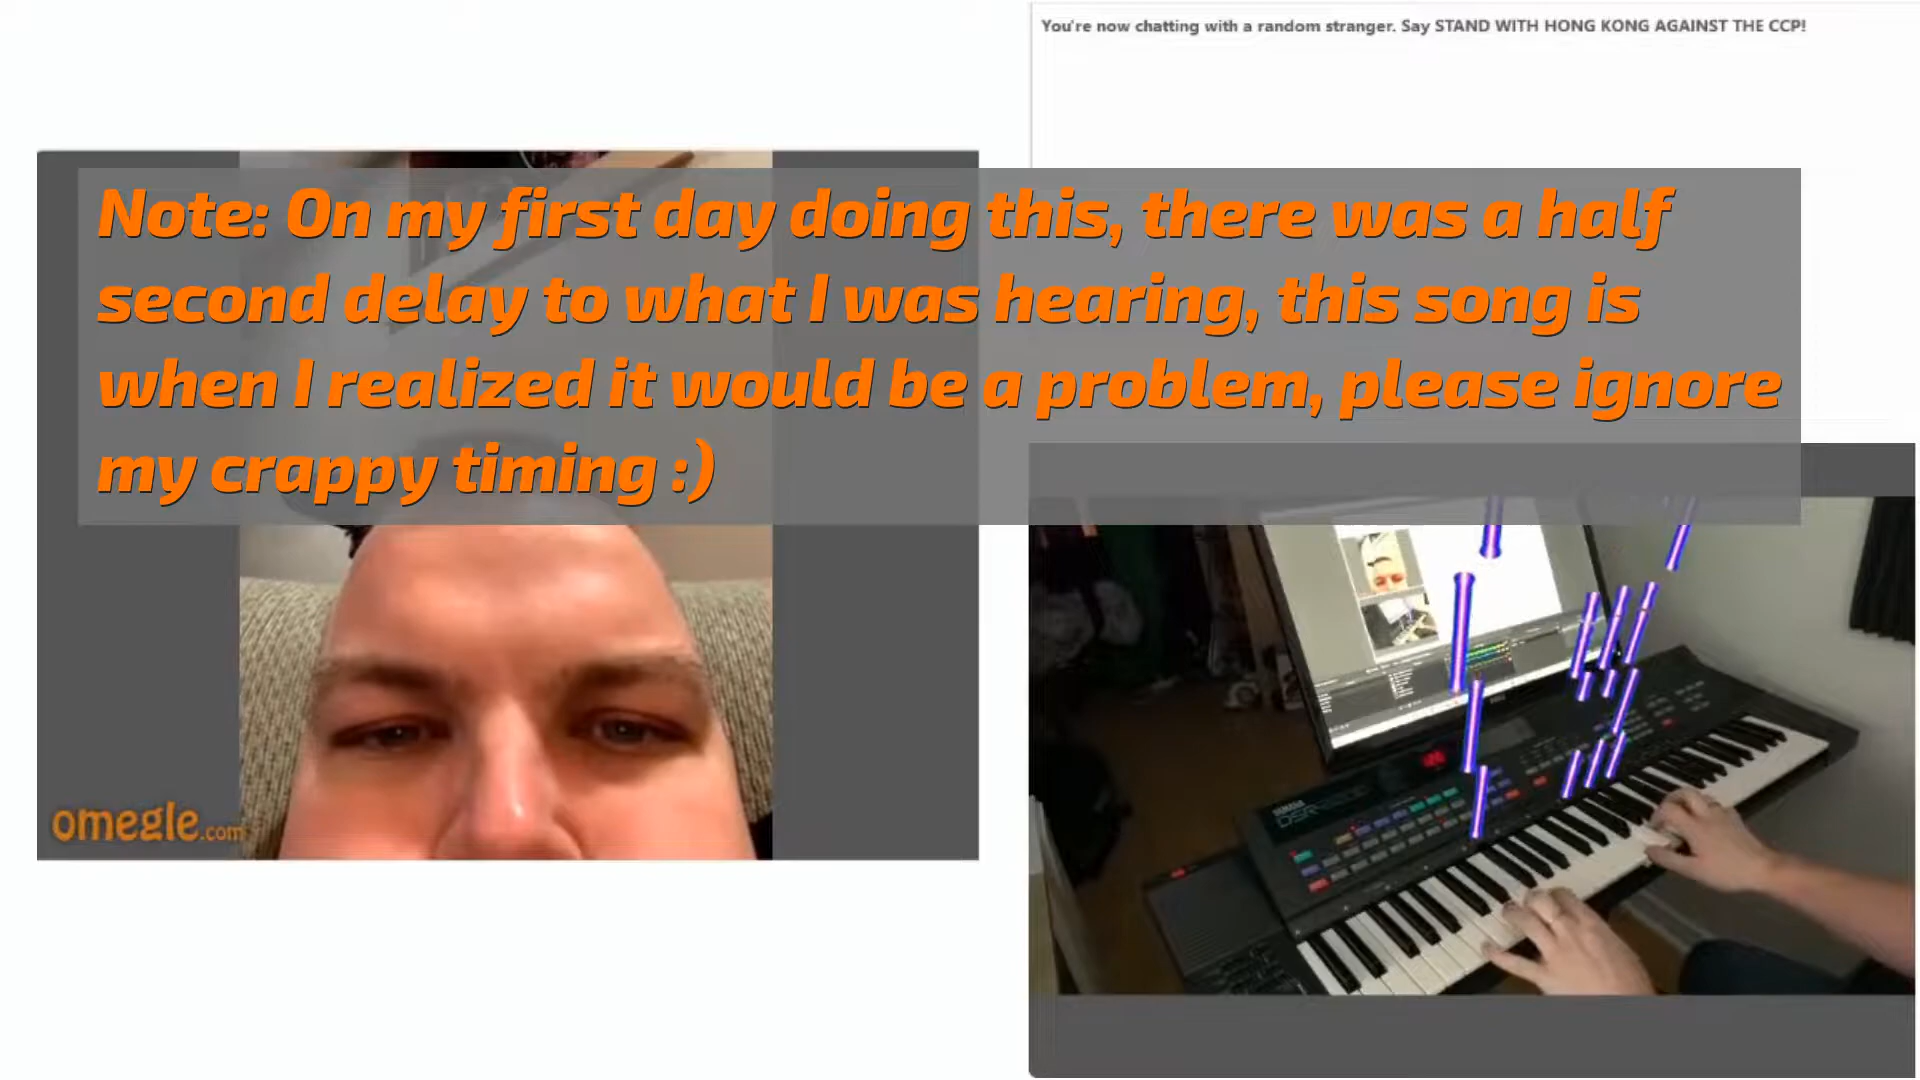 You're now chatting with a random stranger. Say STAND WITH HONG KONG AGAINST THE CCP!
Note: On my first day doing this, there was a half
second delay to what I was hearing, this song is
when I realized it would be a problem, please ignore
my crappy timing :)
omegle.com
YAMAHA
DSR